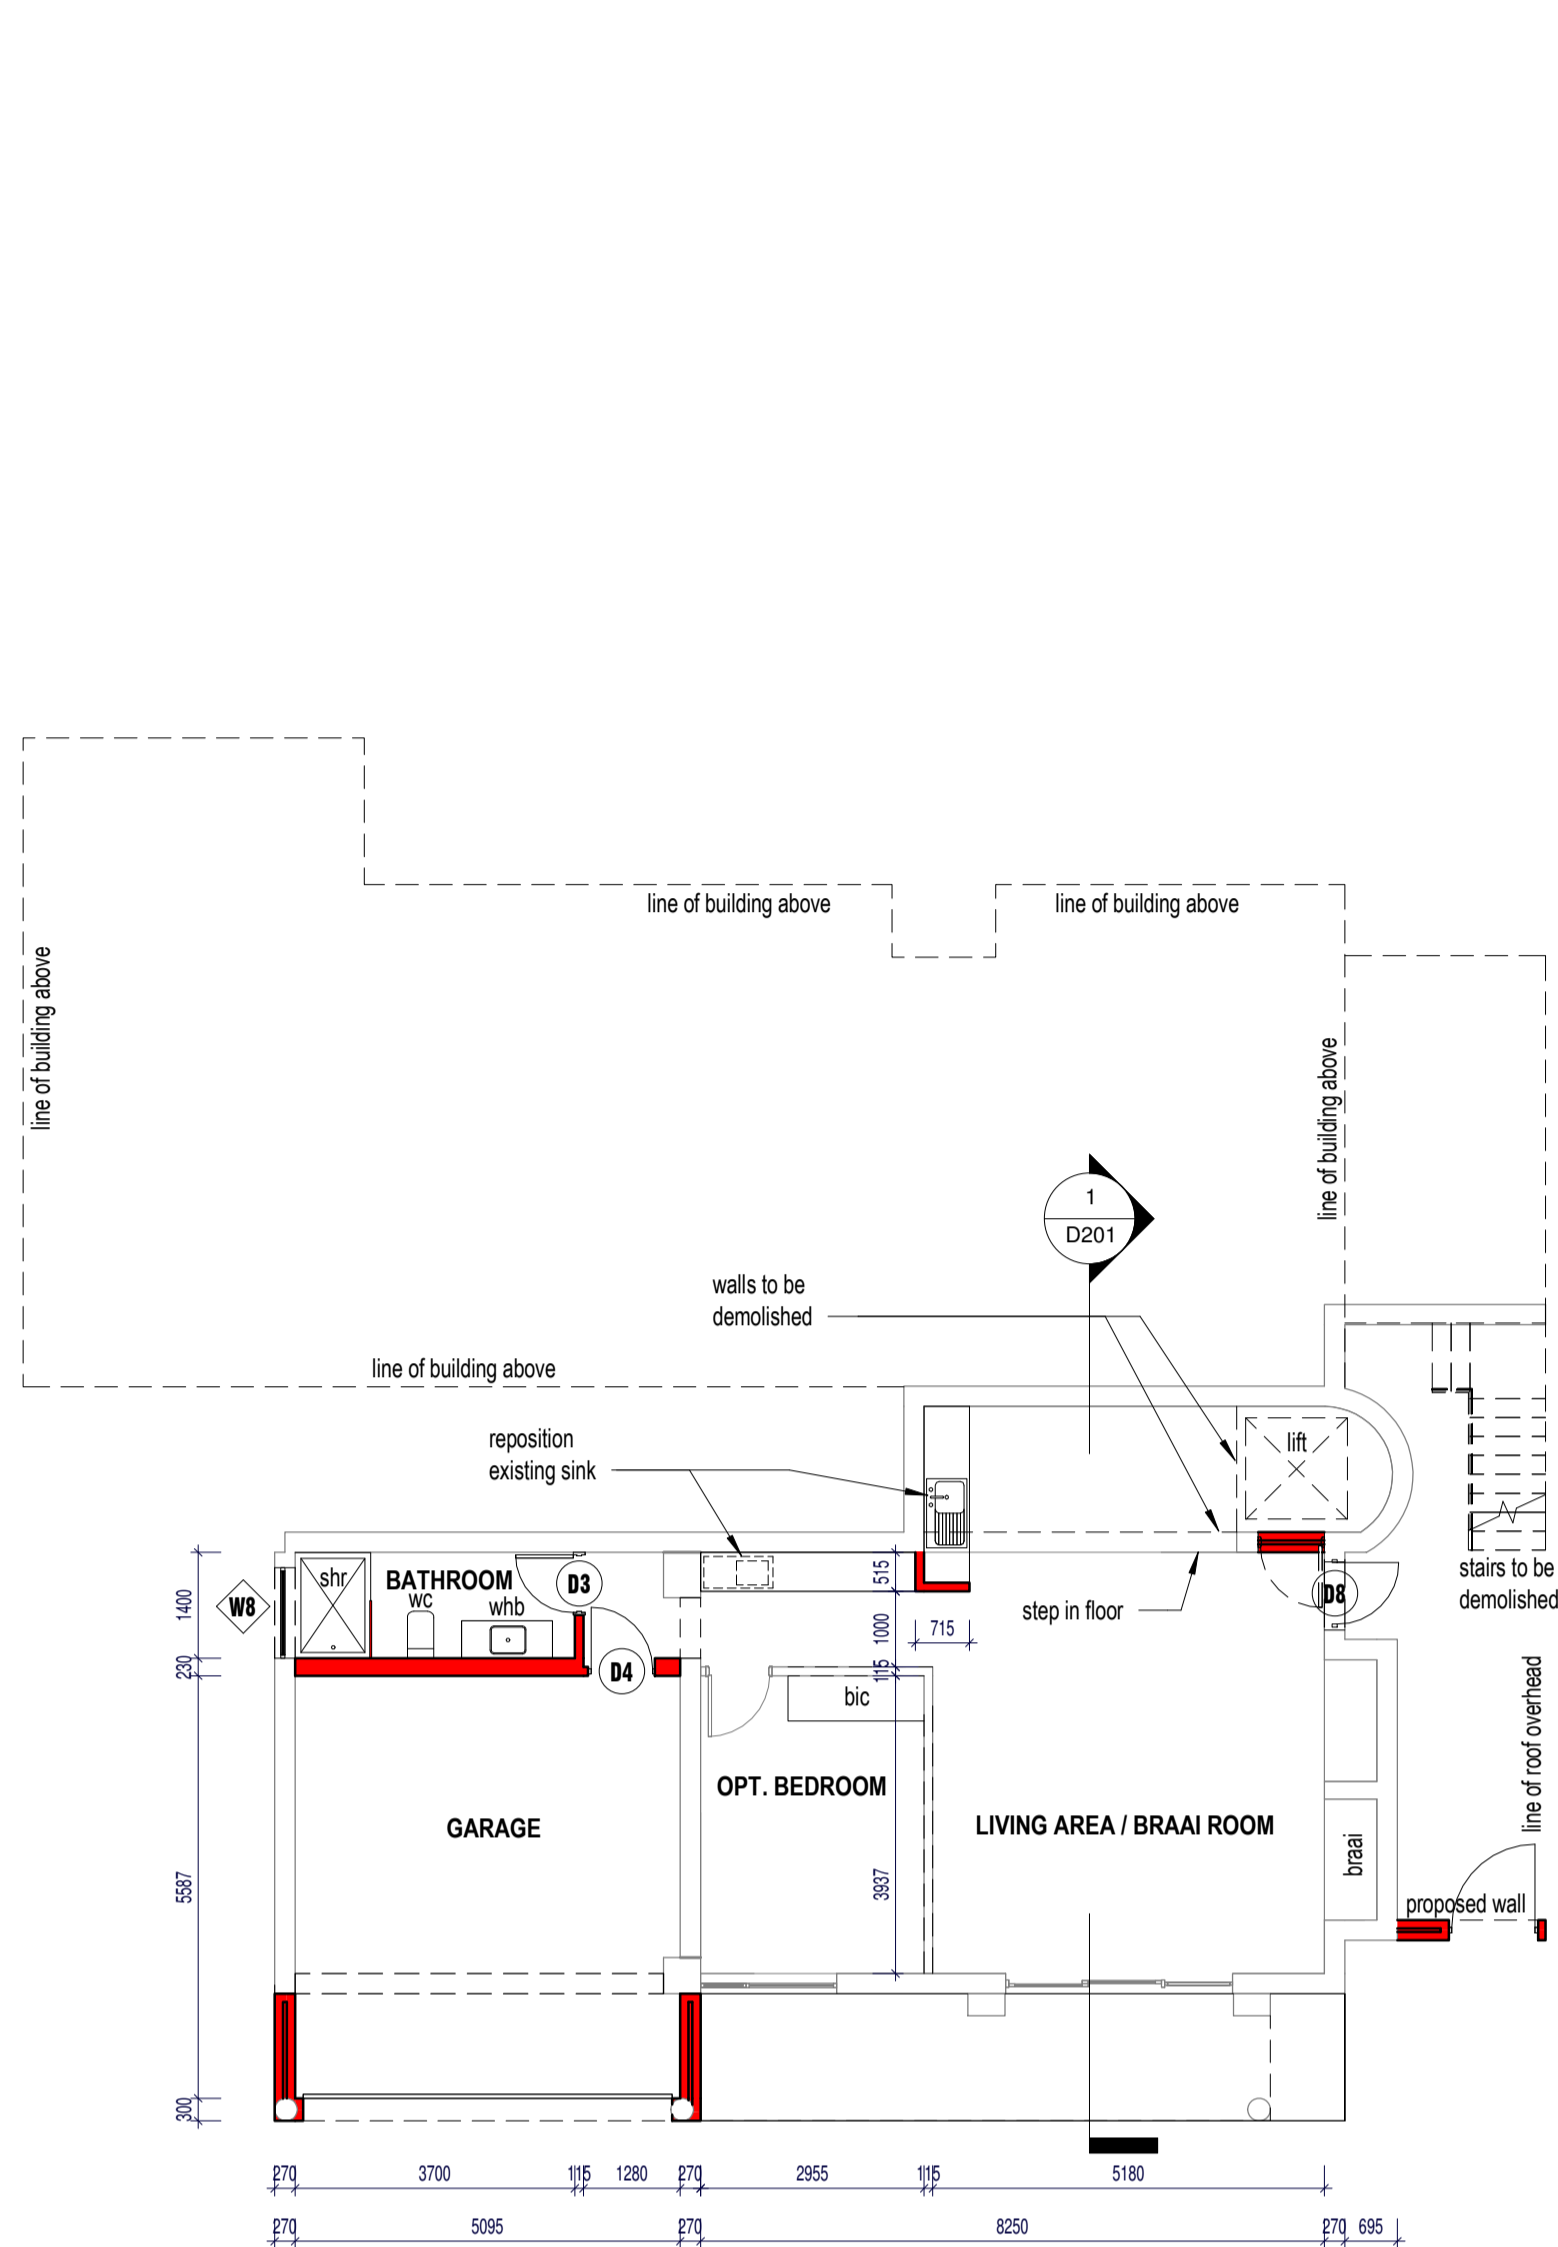 line of building above
line of building above
line of building above
line of building above
1
D201
walls to be
demolished
line of building above
reposition
existing sink
lift
shr
BATHROOM
wc
whb
D3
W8
D4
515
1000
115
715
step in floor
D8
stairs to be
demolished
1400
230
bic
OPT. BEDROOM
GARAGE
LIVING AREA / BRAAI ROOM
braai
line of roof overhead
proposed wall
5587
3937
300
270
3700
115
1280
270
2955
115
5180
270
5095
270
8250
270
695